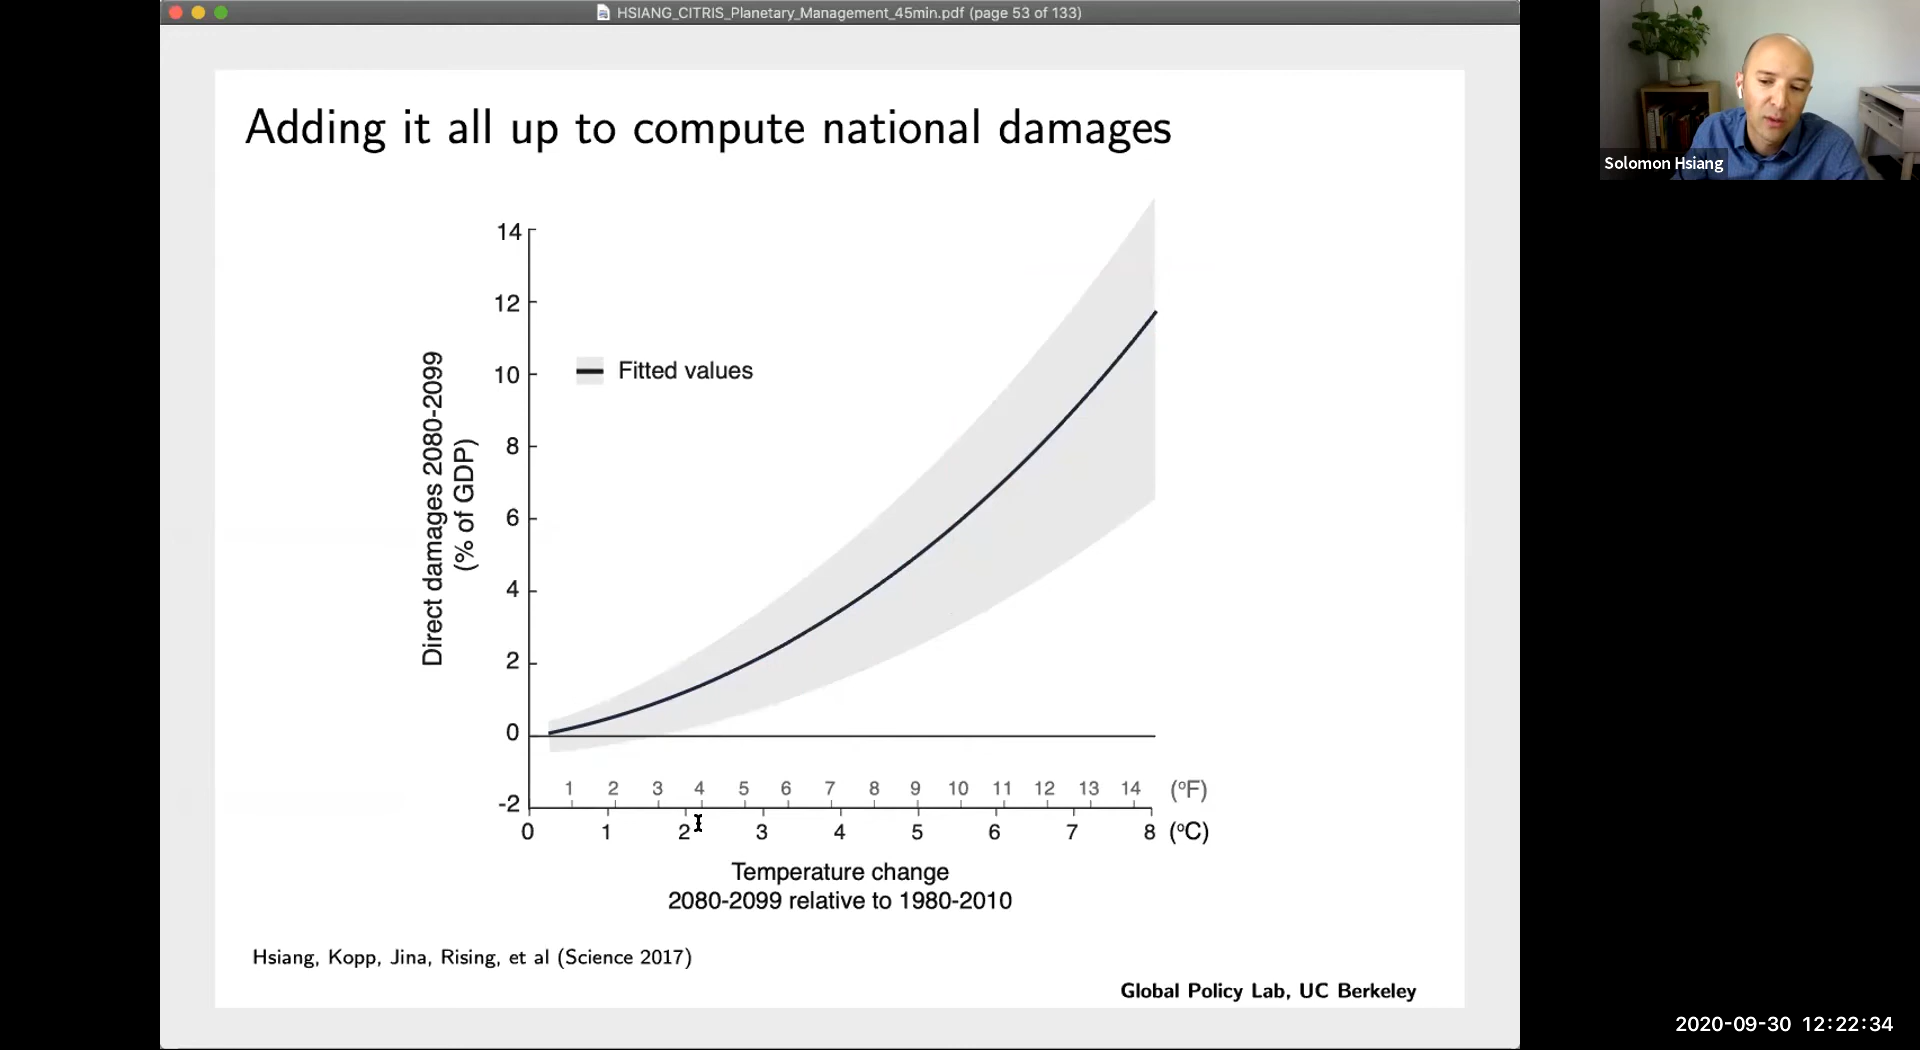 HSIANG_CITRIS_Planetary_Management_45min.pdf (page 53 of 133)
Adding it all up to compute national damages
14
12
10
8
6
4
2
0
-2
Direct damages 2080-2099
(% of GDP)
Fitted values
1 2 3 4 5 6 7 8 9 10 11 12 13 14 (°F)
0 1 2 3 4 5 6 7 8 (°C)
Temperature change
2080-2099 relative to 1980-2010
Hsiang, Kopp, Jina, Rising, et al (Science 2017)
Global Policy Lab, UC Berkeley
Solomon Hsiang
2020-09-30 12:22:34